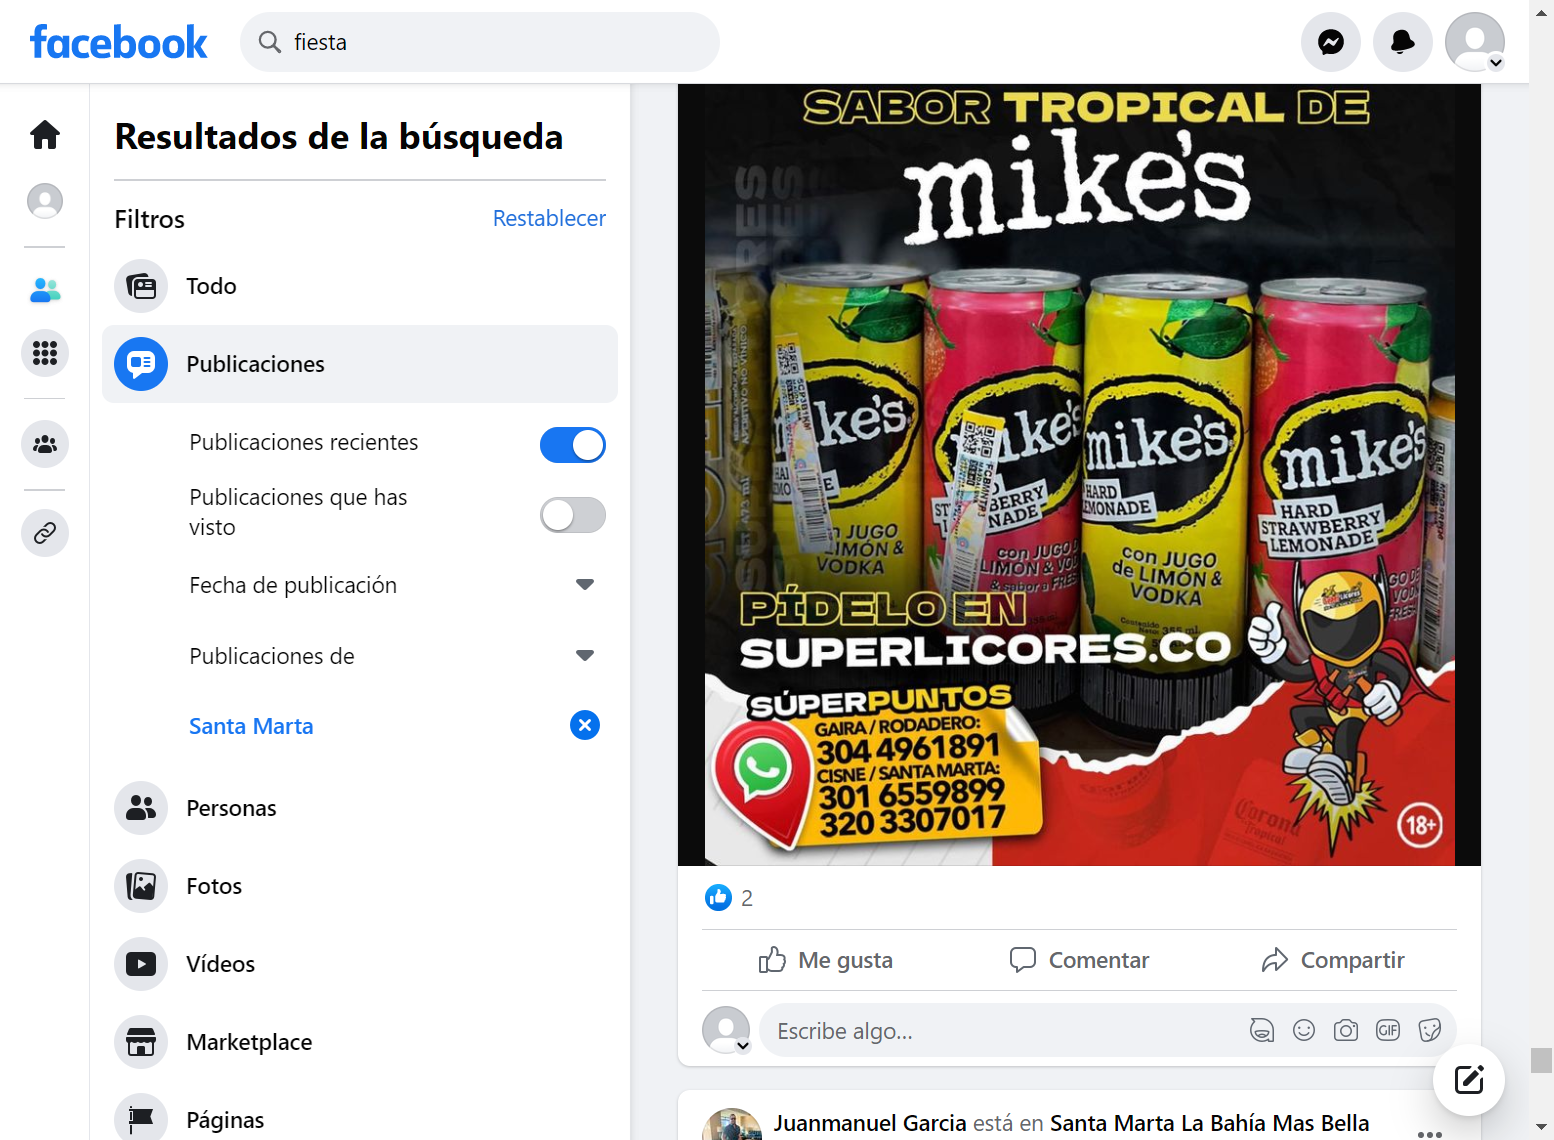 facebook
fiesta
Resultados de la búsqueda
Filtros
Restablecer
Todo
Publicaciones
Publicaciones recientes
Publicaciones que has
visto
Fecha de publicación
Publicaciones de
Santa Marta
Personas
Fotos
Vídeos
Marketplace
Páginas
SABOR TROPICAL DE
mike's
mike's
HARD
LEMONADE
con JUGO
de LIMÓN &
VODKA
mike's
HARD
STRAWBERRY
LEMONADE
PÍDELO EN
SUPERLICORES.CO
SÚPERPUNTOS
GAIRA / RODADERO:
304 4961891
CISNE / SANTA MARTA:
301 6559899
320 3307017
Corona
Tropical
18+
2
Me gusta
Comentar
Compartir
Escribe algo...
GIF
Juanmanuel Garcia está en Santa Marta La Bahía Mas Bella